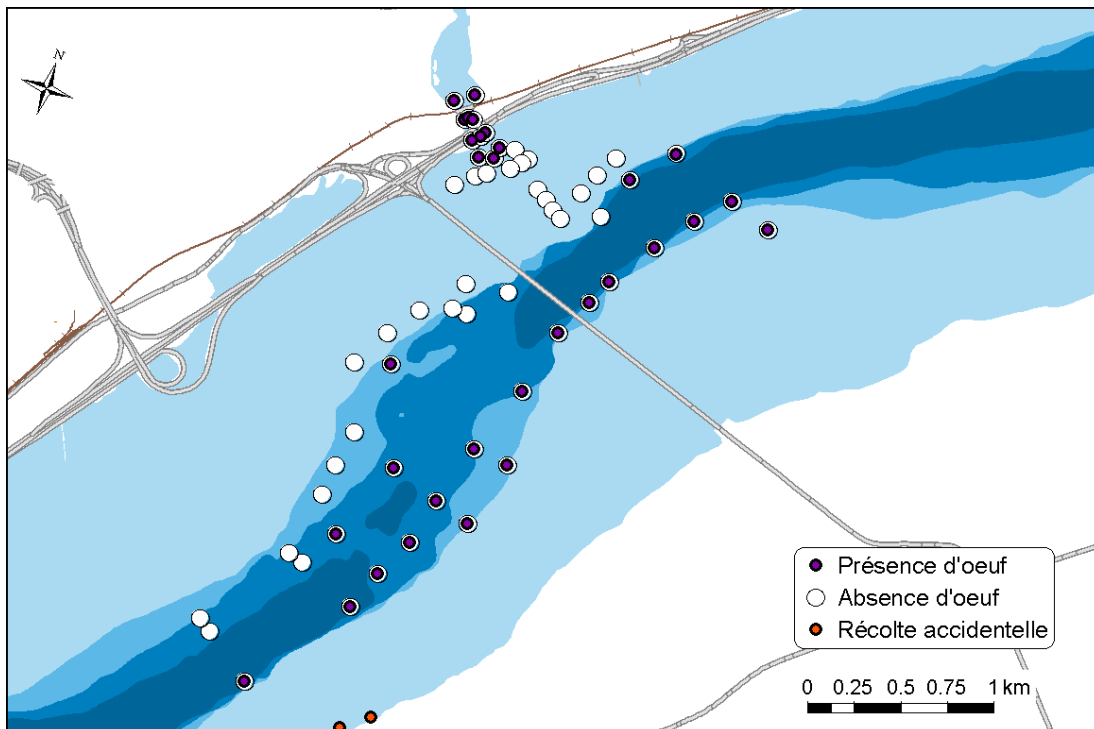 N
Présence d'oeuf
Absence d'oeuf
Récolte accidentelle
0 0.25 0.5 0.75 1 km